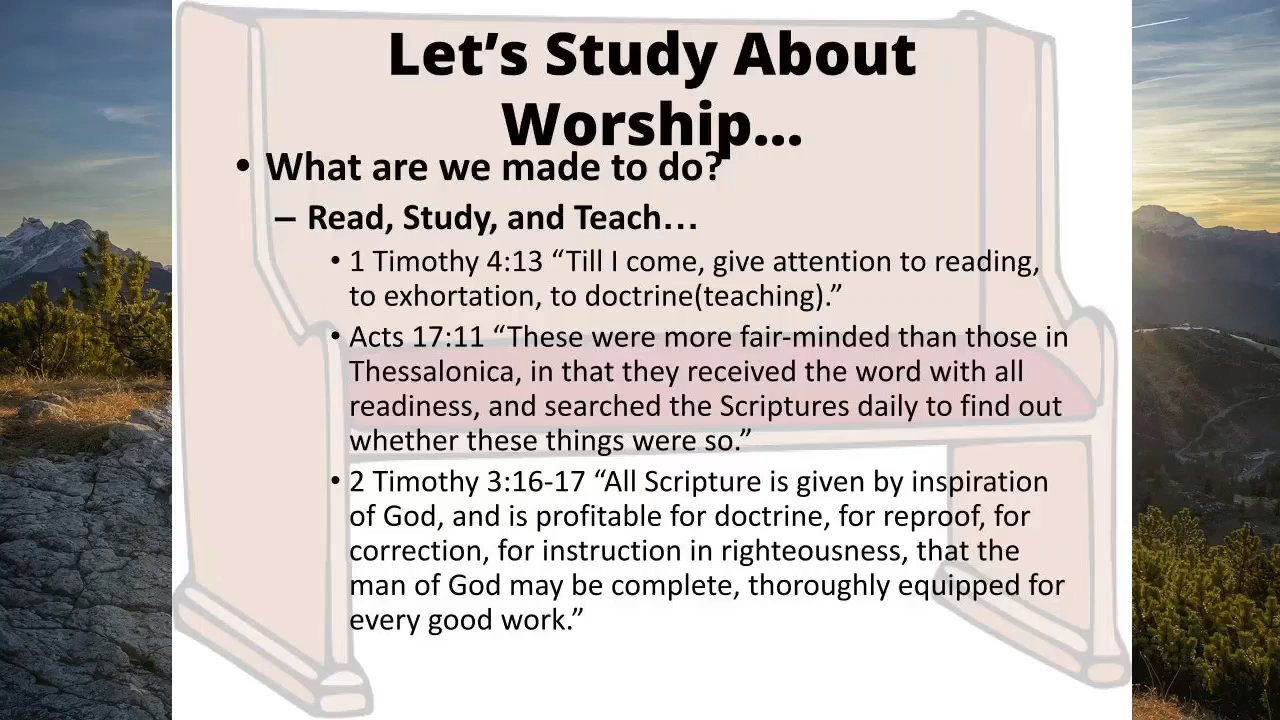 Let’s Study About
Worship…
• What are we made to do?
– Read, Study, and Teach…
• 1 Timothy 4:13 “Till I come, give attention to reading,
to exhortation, to doctrine(teaching).”
• Acts 17:11 “These were more fair-minded than those in
Thessalonica, in that they received the word with all
readiness, and searched the Scriptures daily to find out
whether these things were so.”
• 2 Timothy 3:16-17 “All Scripture is given by inspiration
of God, and is profitable for doctrine, for reproof, for
correction, for instruction in righteousness, that the
man of God may be complete, thoroughly equipped for
every good work.”